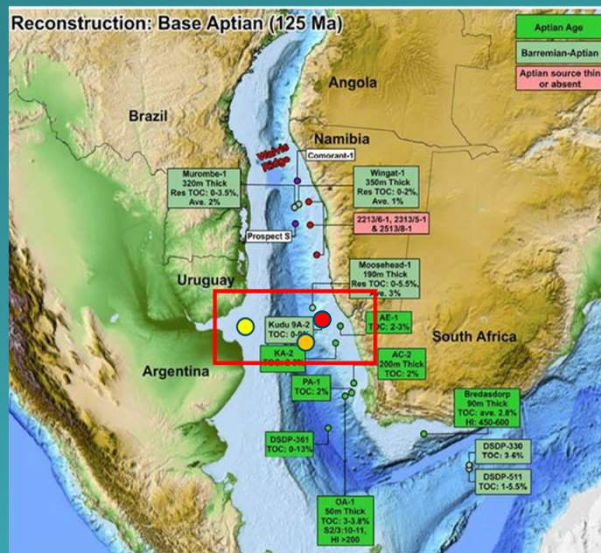 Reconstruction: Base Aptian (125 Ma)
Aptian Age
Barremian-Aptian
Aptian source thin
or absent
Brazil
Angola
Namibia
Walvis
Ridge
Comorant-1
Murombe-1
320m Thick
Res TOC: 0-3.5%,
Ave. 2%
Wingat-1
350m Thick
Res TOC: 0-2%,
Ave. 1%
Prospect S
2213/6-1, 2313/5-1
& 2513/8-1
Moosehead-1
190m Thick
Res TOC: 0-5.5%,
Ave. 3%
Uruguay
Kudu 9A-2
AE-1
TOC: 2-3%
South Africa
KA-2
AC-2
200m Thick
TOC: 2%
Argentina
PA-1
TOC: 2%
Bredasdorp
90m Thick
TOC: ave. 2.8%
HI: 450-600
DSDP-361
TOC: 0-13%
DSDP-330
TOC: 3-6%
DSDP-511
TOC: 1-5.5%
OA-1
50m Thick
TOC: 3-3.8%
S2/3:10-11,
HI >200